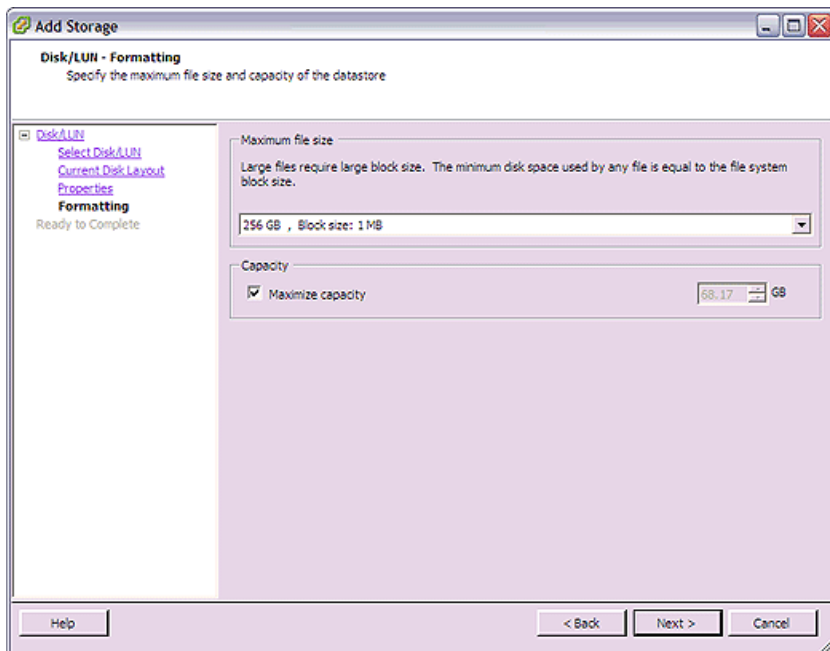 Add Storage
Disk/LUN - Formatting
Specify the maximum file size and capacity of the datastore
Disk/LUN
Select Disk/LUN
Current Disk Layout
Properties
Formatting
Ready to Complete
Maximum file size
Large files require large block size. The minimum disk space used by any file is equal to the file system
block size.
256 GB , Block size: 1 MB
Capacity
Maximize capacity
68.17 GB
Help
< Back
Next >
Cancel